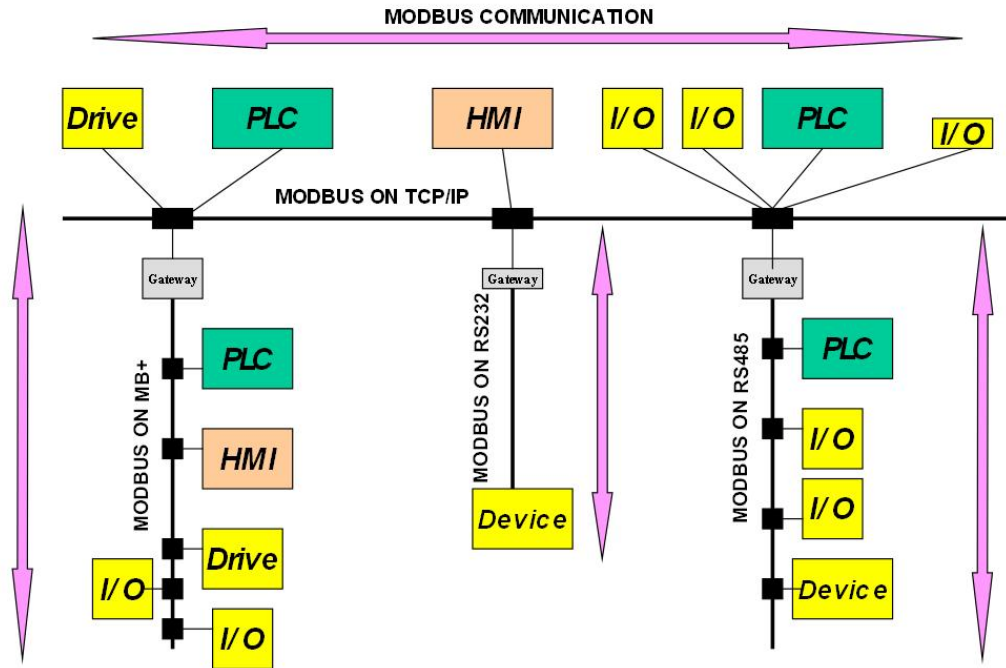 MODBUS COMMUNICATION
Drive
PLC
HMI
I/O
I/O
PLC
I/O
MODBUS ON TCP/IP
Gateway
Gateway
Gateway
MODBUS ON MB+
PLC
HMI
Drive
I/O
I/O
MODBUS ON RS232
Device
MODBUS ON RS485
PLC
I/O
I/O
Device